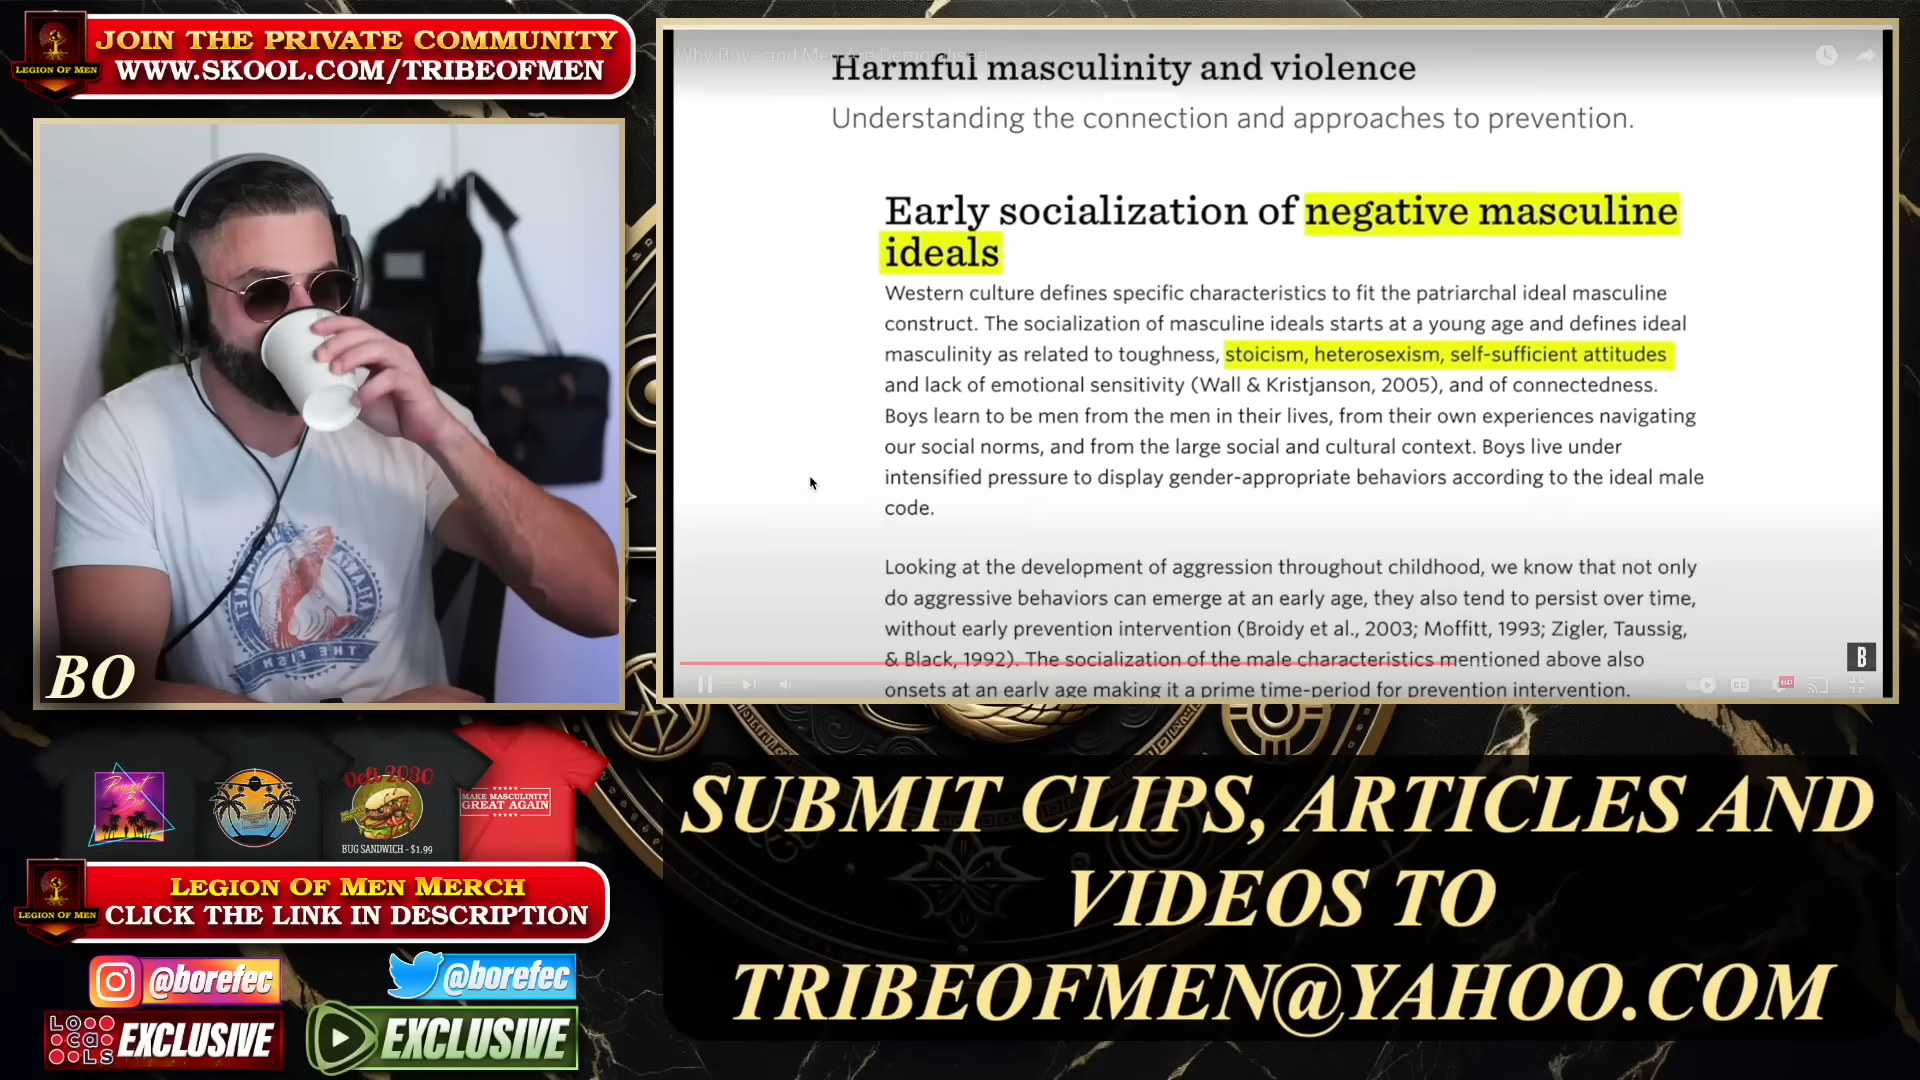 JOIN THE PRIVATE COMMUNITY
WWW.SKOOL.COM/TRIBEOFMEN
LEGION OF MEN
BO
THE FISH
Harmful masculinity and violence
Understanding the connection and approaches to prevention.
Early socialization of negative masculine
ideals
Western culture defines specific characteristics to fit the patriarchal ideal masculine
construct. The socialization of masculine ideals starts at a young age and defines ideal
masculinity as related to toughness, stoicism, heterosexism, self-sufficient attitudes
and lack of emotional sensitivity (Wall & Kristjanson, 2005), and of connectedness.
Boys learn to be men from the men in their lives, from their own experiences navigating
our social norms, and from the large social and cultural context. Boys live under
intensified pressure to display gender-appropriate behaviors according to the ideal male
code.
Looking at the development of aggression throughout childhood, we know that not only
do aggressive behaviors can emerge at an early age, they also tend to persist over time,
without early prevention intervention (Broidy et al., 2003; Moffitt, 1993; Zigler, Taussig,
& Black, 1992). The socialization of the male characteristics mentioned above also
onsets at an early age making it a prime time-period for prevention intervention.
B
CC
HD
Deli 2030
BUG SANDWICH - $1.99
MAKE MASCULINITY
GREAT AGAIN
LEGION OF MEN MERCH
CLICK THE LINK IN DESCRIPTION
LEGION OF MEN
@borefec
@borefec
LOCALS
EXCLUSIVE
EXCLUSIVE
SUBMIT CLIPS, ARTICLES AND
VIDEOS TO
TRIBEOFMEN@YAHOO.COM